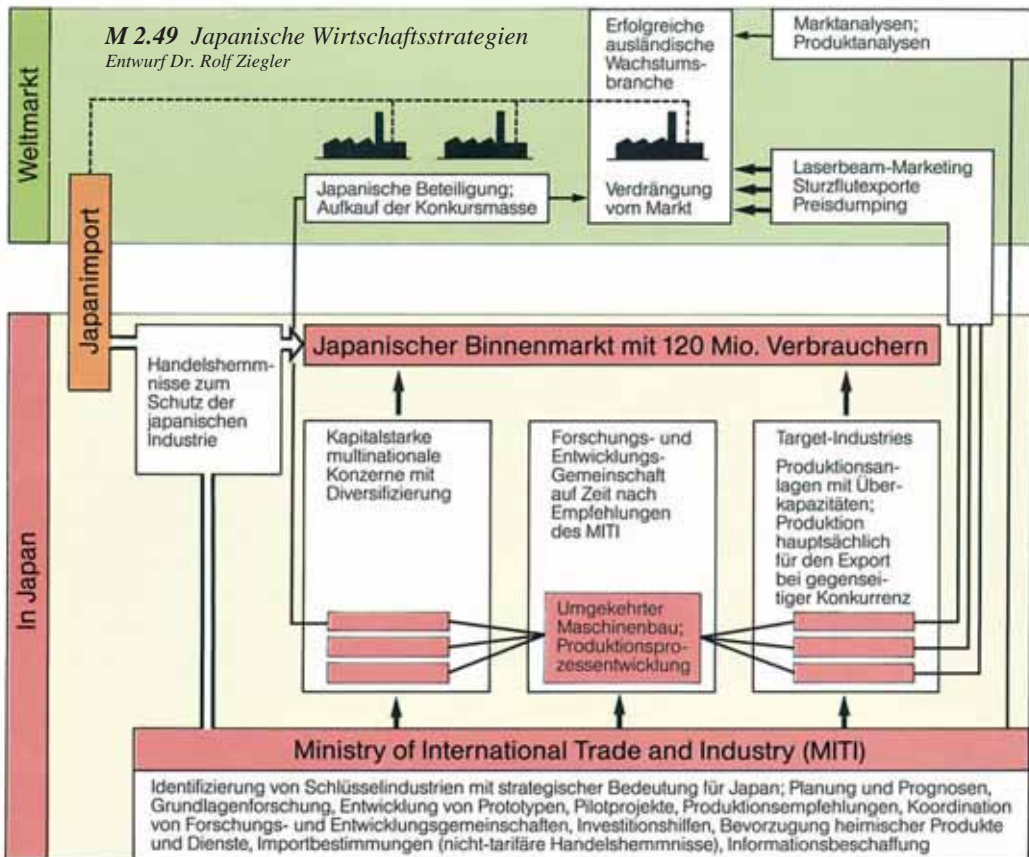 M 2.49 Japanische Wirtschaftsstrategien
Entwurf Dr. Rolf Ziegler
Weltmarkt
Erfolgreiche
ausländische
Wachstums-
branche
Marktanalysen;
Produktanalysen
Japanische Beteiligung;
Aufkauf der Konkursmasse
Verdrängung
vom Markt
Laserbeam-Marketing
Sturzflutexporte
Preisdumping
Japanimport
In Japan
Handelshemm-
nisse zum
Schutz der
japanischen
Industrie
Japanischer Binnenmarkt mit 120 Mio. Verbrauchern
Kapitalstarke
multinationale
Konzerne mit
Diversifizierung
Forschungs- und
Entwicklungs-
Gemeinschaft
auf Zeit nach
Empfehlungen
des MITI
Umgekehrter
Maschinenbau;
Produktionspro-
zessentwicklung
Target-Industries
Produktionsan-
lagen mit Über-
kapazitäten;
Produktion
hauptsächlich
für den Export
bei gegensei-
tiger Konkurrenz
Ministry of International Trade and Industry (MITI)
Identifizierung von Schlüsselindustrien mit strategischer Bedeutung für Japan; Planung und Prognosen,
Grundlagenforschung, Entwicklung von Prototypen, Pilotprojekte, Produktionsempfehlungen, Koordination
von Forschungs- und Entwicklungsgemeinschaften, Investitionshilfen, Bevorzugung heimischer Produkte
und Dienste, Importbestimmungen (nicht-tarifäre Handelshemmnisse), Informationsbeschaffung